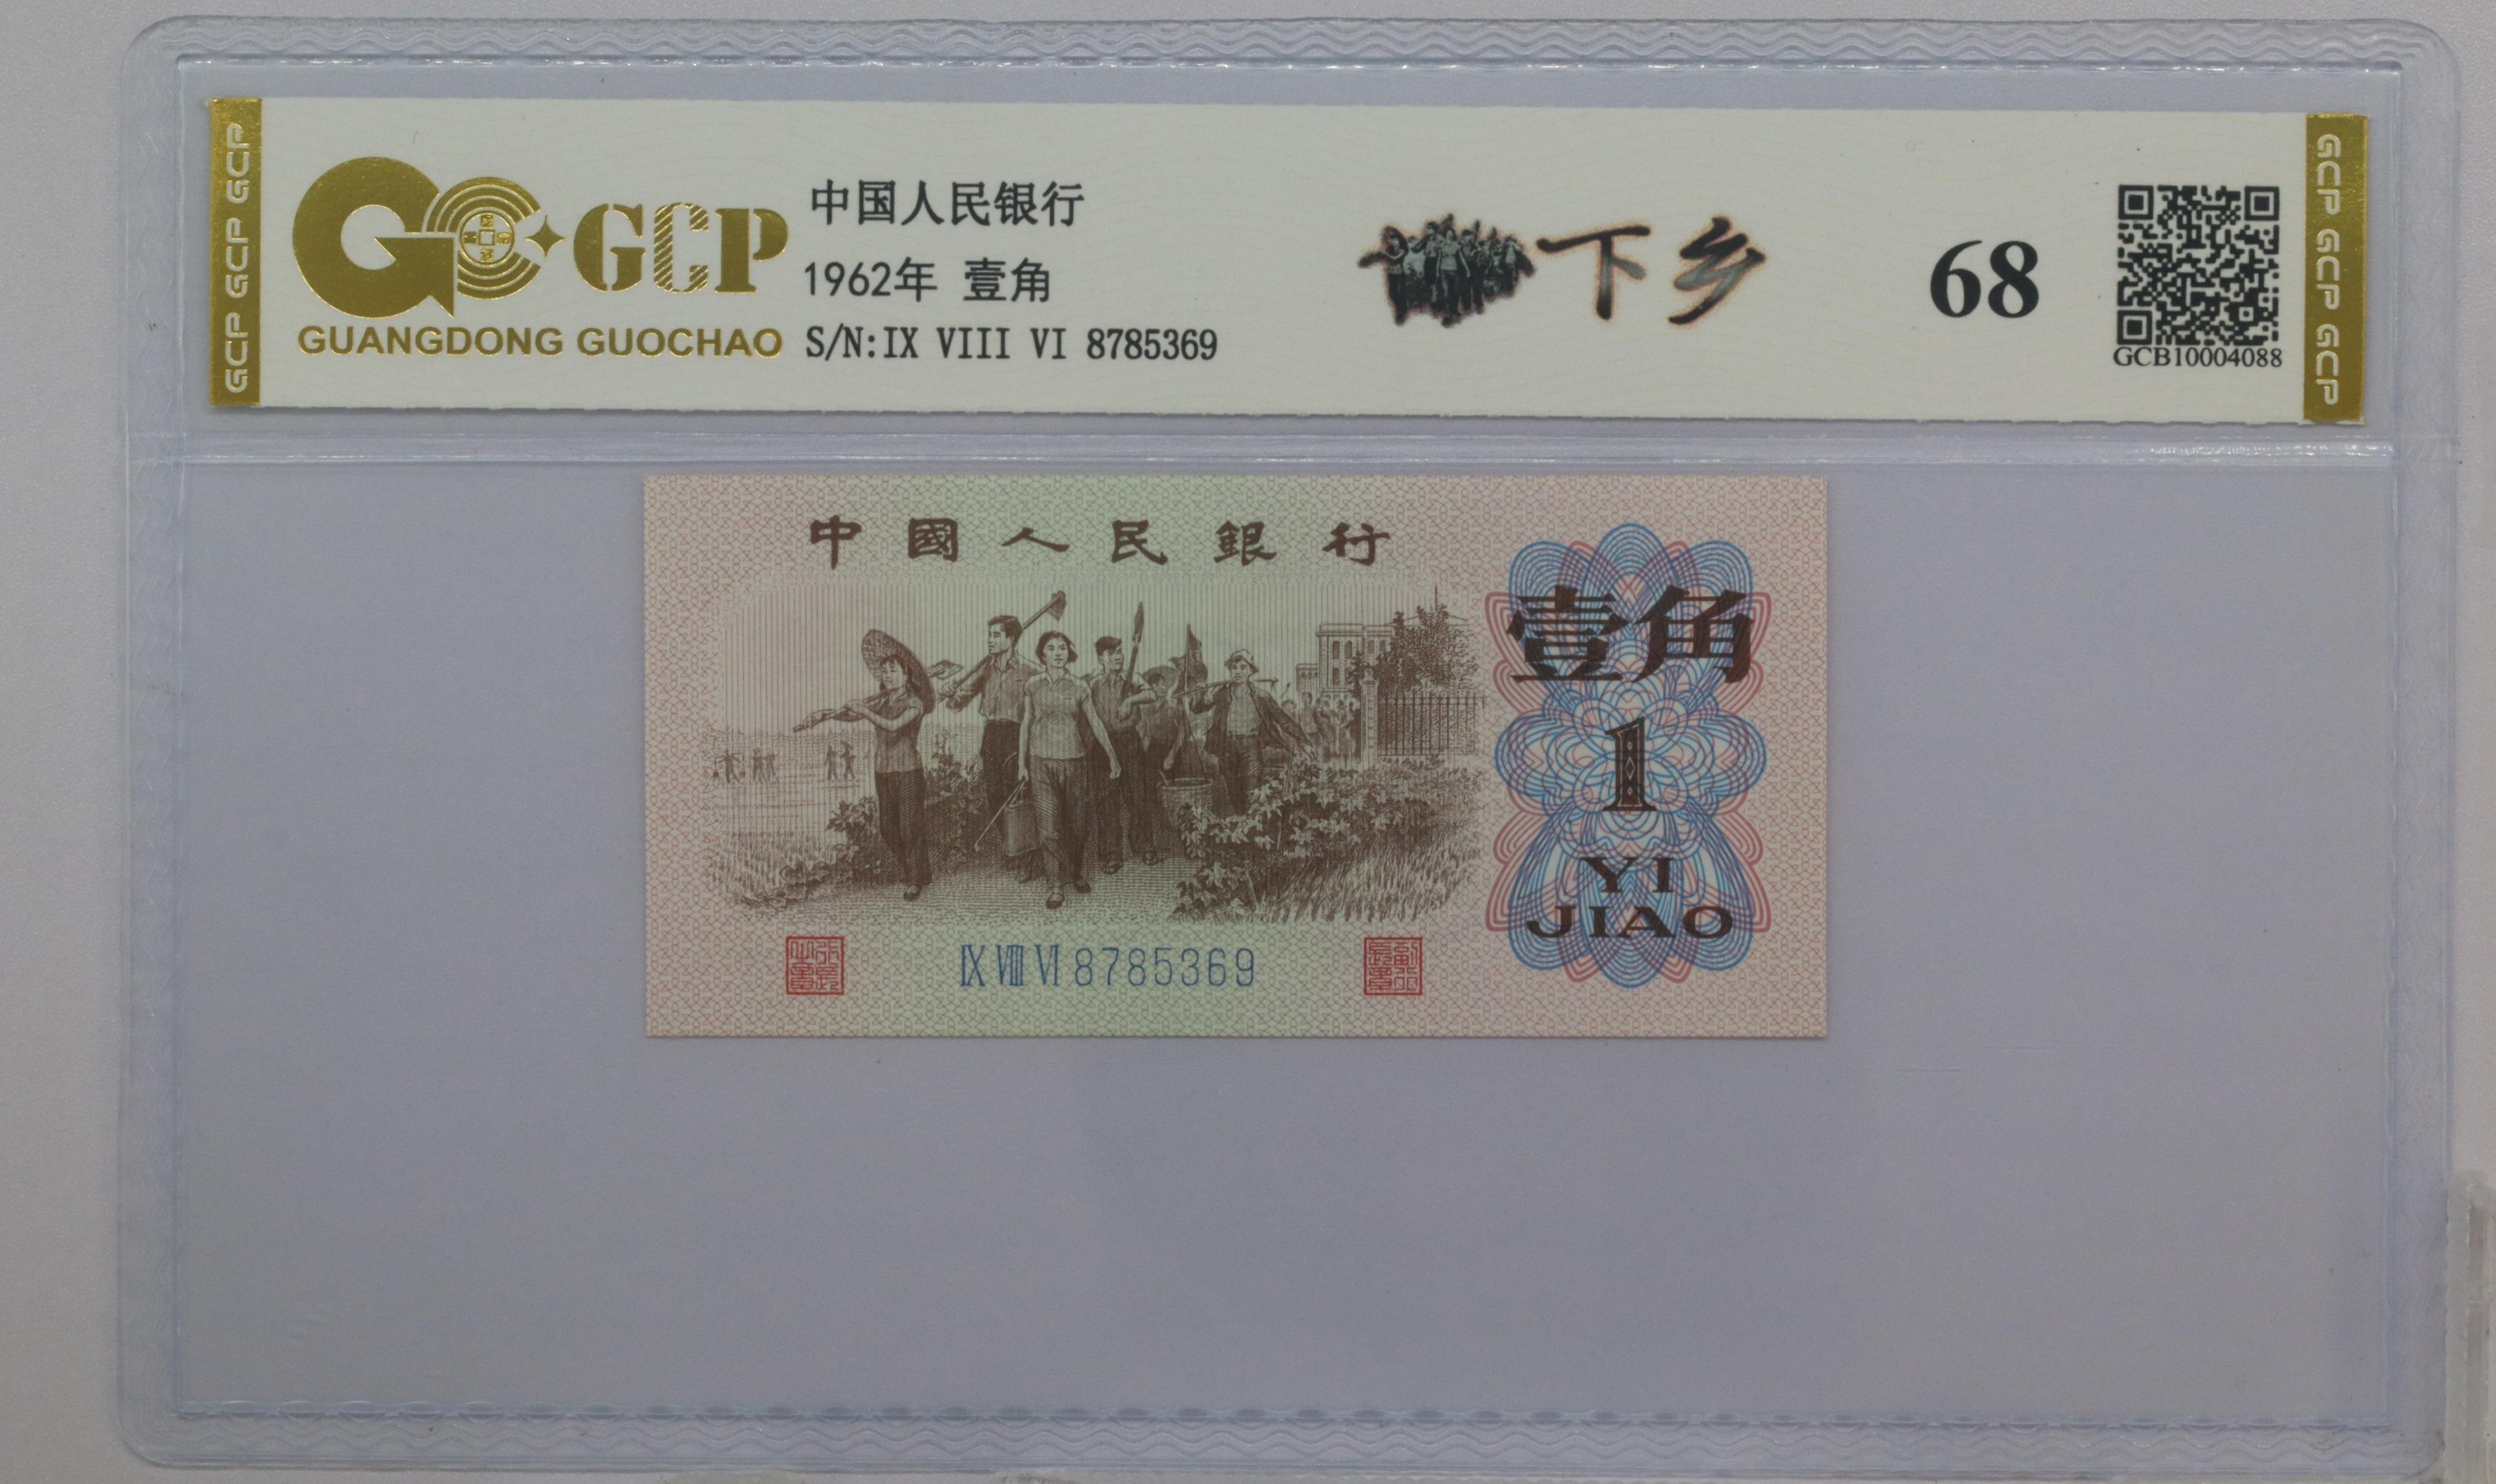 GCP GCP GCP
GCP
GUANGDONG GUOCHAO
中国人民银行
1962年 壹角
S/N:IX VIII VI 8785369
下乡
68
GCB10004088
GCP GCP GCP
中國人民銀行
壹角
1
YI
JIAO
IX VIII VI 8785369